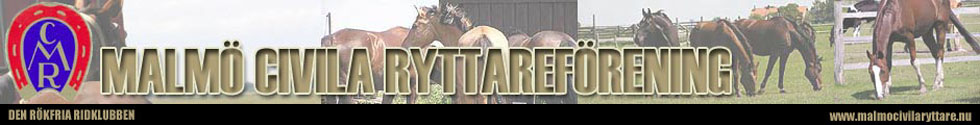 CMR
MALMÖ CIVILA RYTTAREFÖRENING
DEN RÖKFRIA RIDKLUBBEN
www.malmocivilaryttare.nu